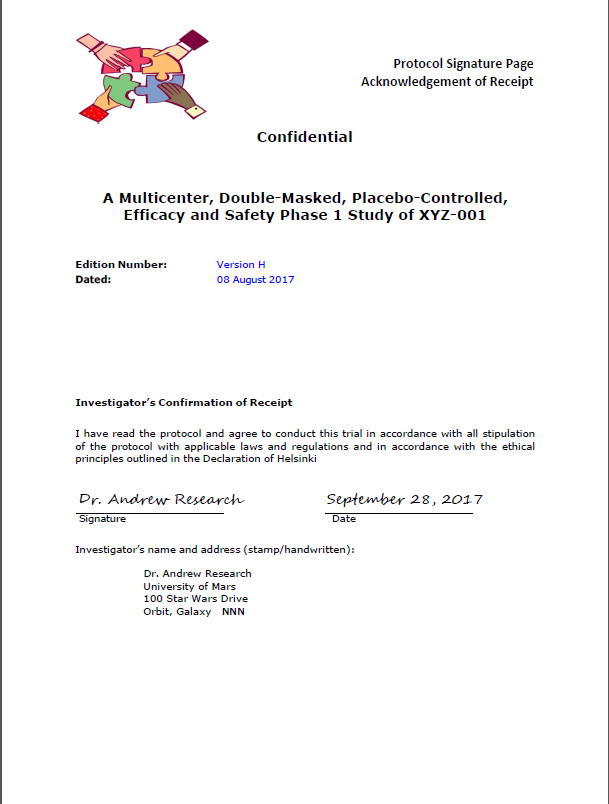 Protocol Signature Page
Acknowledgement of Receipt
Confidential
A Multicenter, Double-Masked, Placebo-Controlled,
Efficacy and Safety Phase 1 Study of XYZ-001
Edition Number: Version H
Dated: 08 August 2017
Investigator’s Confirmation of Receipt
I have read the protocol and agree to conduct this trial in accordance with all stipulation
of the protocol with applicable laws and regulations and in accordance with the ethical
principles outlined in the Declaration of Helsinki
Dr. Andrew Research September 28, 2017
Signature Date
Investigator’s name and address (stamp/handwritten):
Dr. Andrew Research
University of Mars
100 Star Wars Drive
Orbit, Galaxy NNN